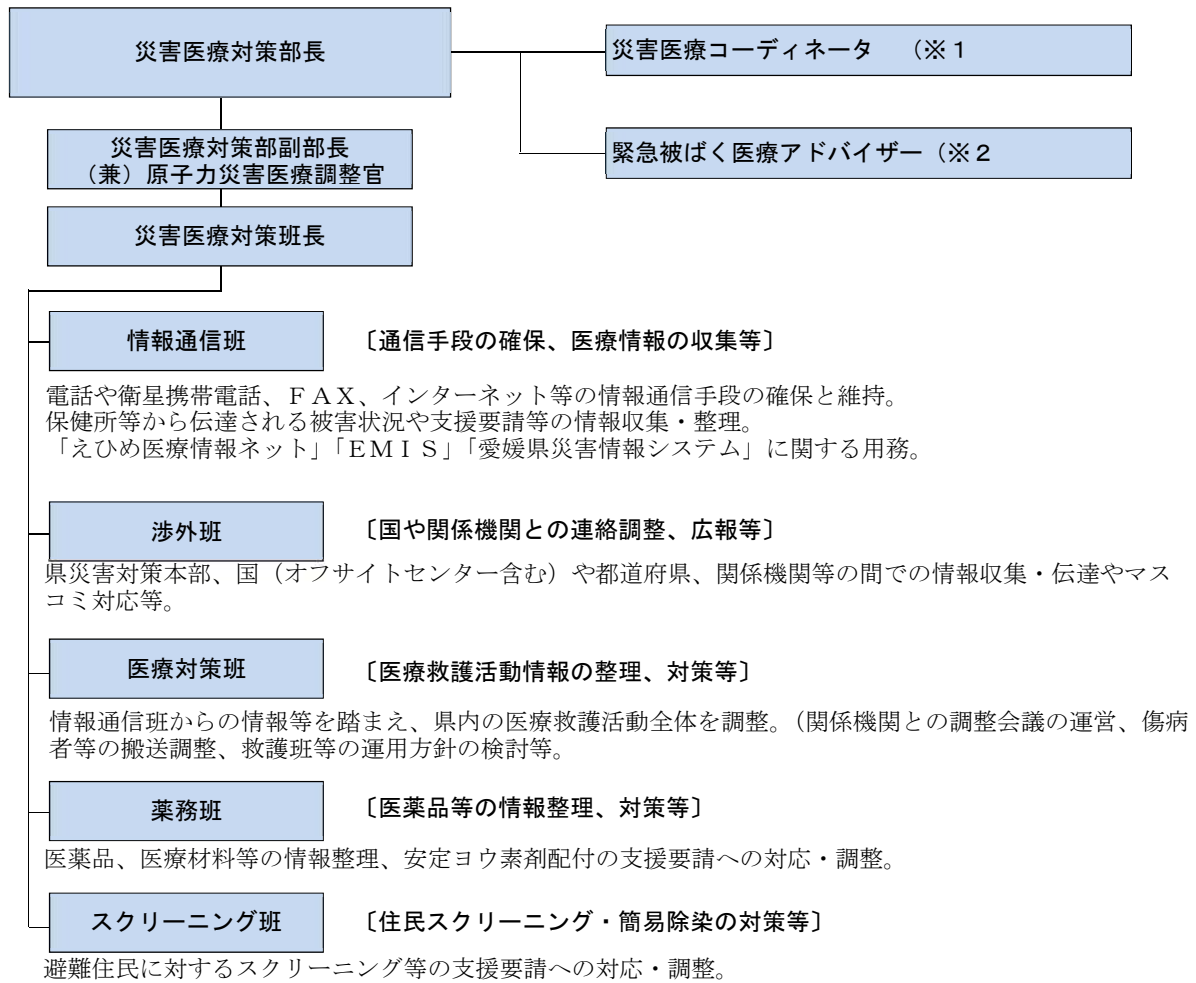 災害医療対策部長
災害医療コーディネータ　（※１
緊急被ばく医療アドバイザー（※２
災害医療対策部副部長
（兼）原子力災害医療調整官
災害医療対策班長
情報通信班　〔通信手段の確保、医療情報の収集等〕
電話や衛星携帯電話、ＦＡＸ、インターネット等の情報通信手段の確保と維持。
保健所等から伝達される被害状況や支援要請等の情報収集・整理。
「えひめ医療情報ネット」「ＥＭＩＳ」「愛媛県災害情報システム」に関する用務。
渉外班　〔国や関係機関との連絡調整、広報等〕
県災害対策本部、国（オフサイトセンター含む）や都道府県、関係機関等の間での情報収集・伝達やマス
コミ対応等。
医療対策班　〔医療救護活動情報の整理、対策等〕
情報通信班からの情報等を踏まえ、県内の医療救護活動全体を調整。（関係機関との調整会議の運営、傷病
者等の搬送調整、救護班等の運用方針の検討等。
薬務班　〔医薬品等の情報整理、対策等〕
医薬品、医療材料等の情報整理、安定ヨウ素剤配付の支援要請への対応・調整。
スクリーニング班　〔住民スクリーニング・簡易除染の対策等〕
避難住民に対するスクリーニング等の支援要請への対応・調整。